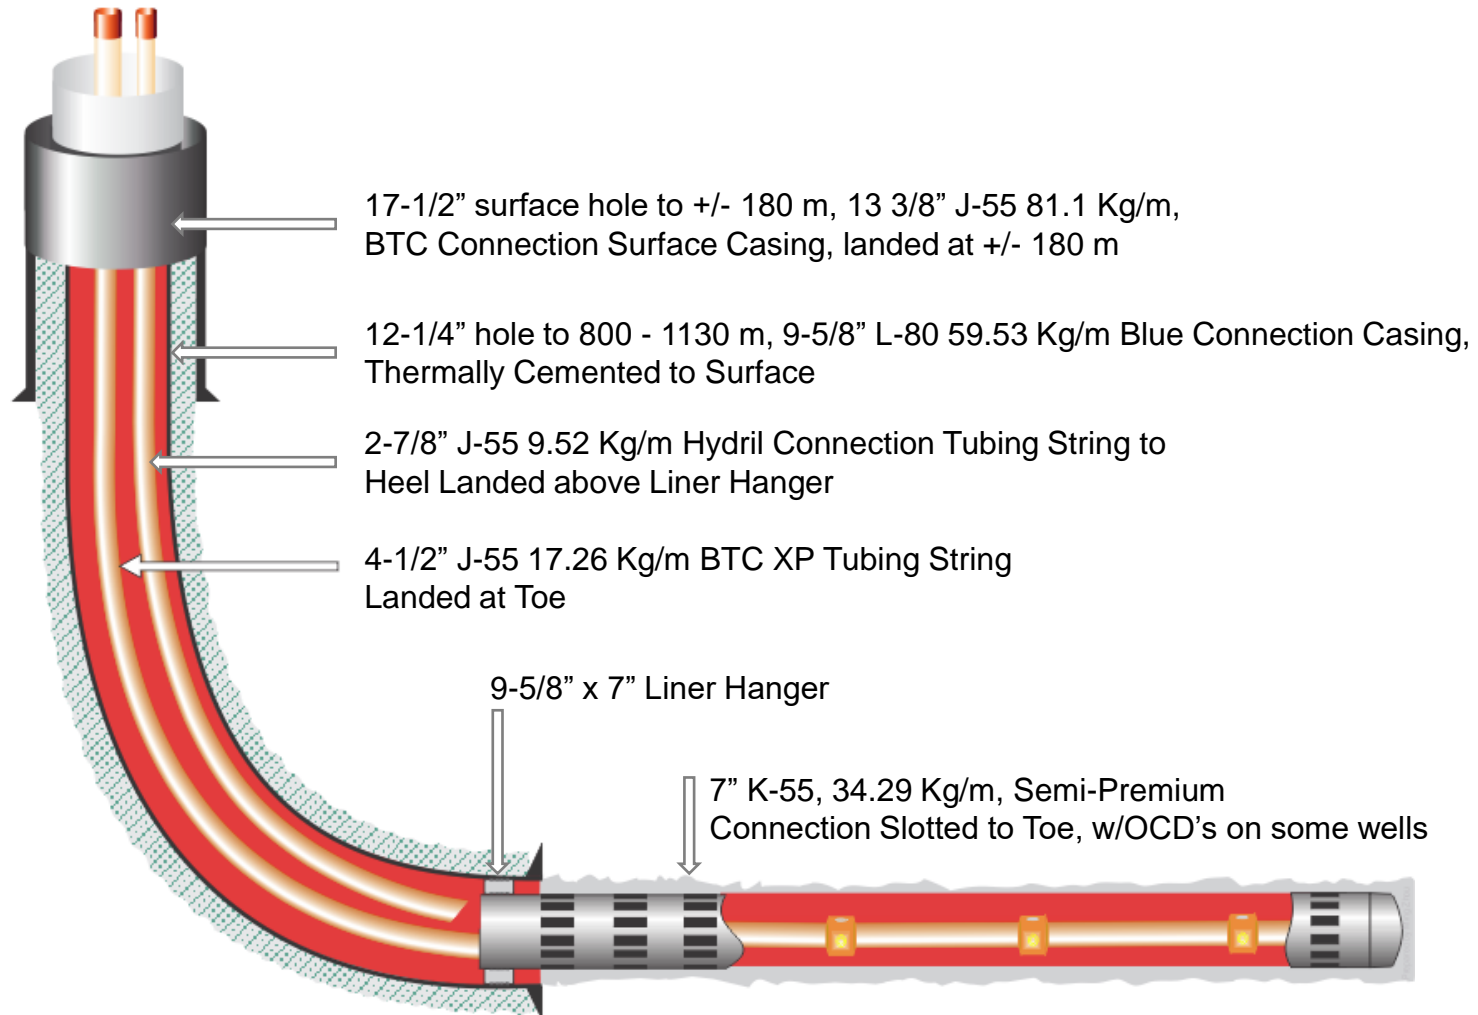 17-1/2” surface hole to +/- 180 m, 13 3/8” J-55 81.1 Kg/m,
BTC Connection Surface Casing, landed at +/- 180 m
12-1/4” hole to 800 - 1130 m, 9-5/8” L-80 59.53 Kg/m Blue Connection Casing,
Thermally Cemented to Surface
2-7/8” J-55 9.52 Kg/m Hydril Connection Tubing String to
Heel Landed above Liner Hanger
4-1/2” J-55 17.26 Kg/m BTC XP Tubing String
Landed at Toe
9-5/8” x 7” Liner Hanger
7” K-55, 34.29 Kg/m, Semi-Premium
Connection Slotted to Toe, w/OCD’s on some wells